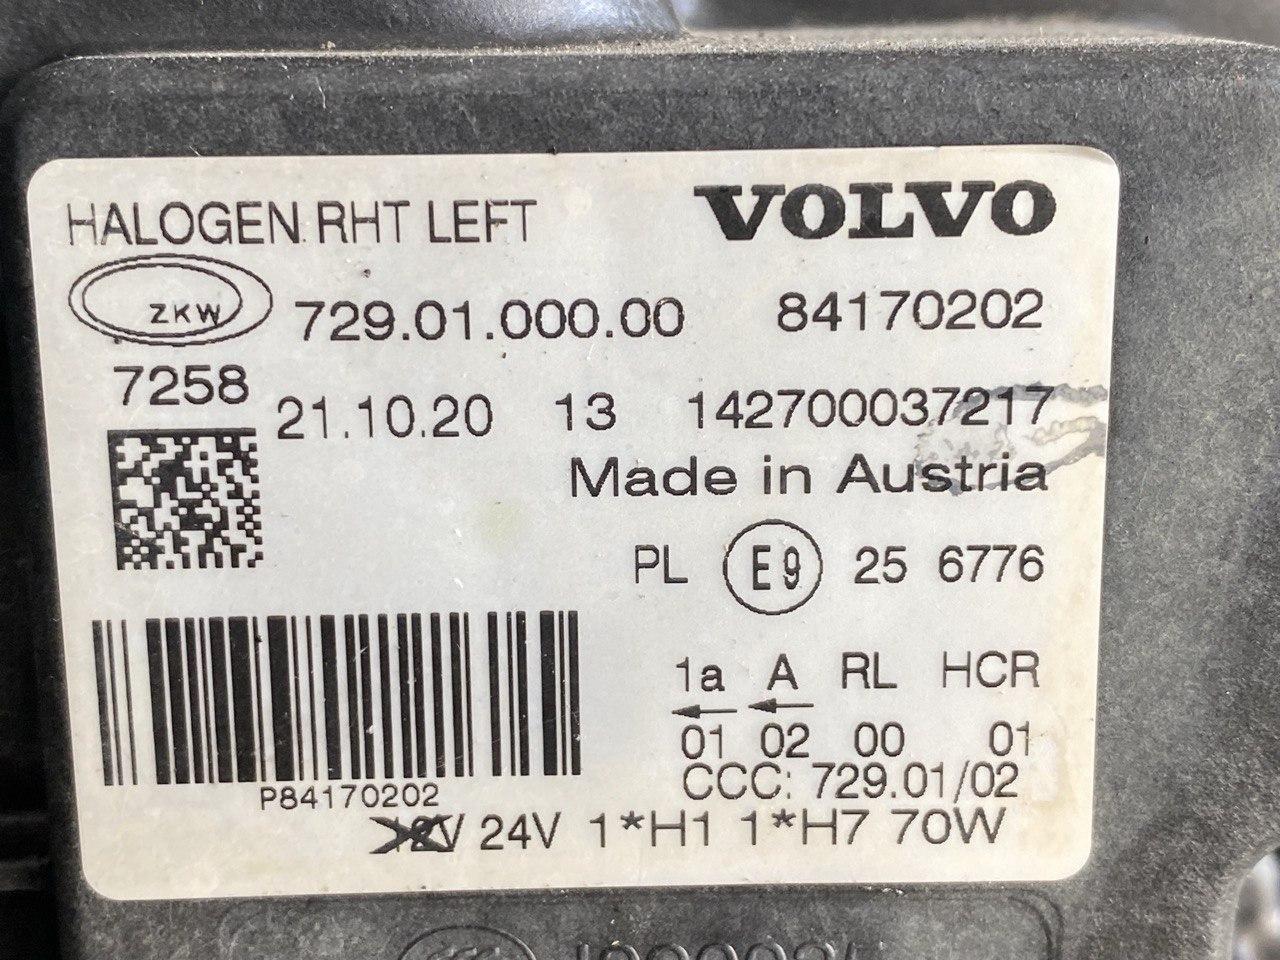 HALOGEN RHT LEFT VOLVO
ZKW 729.01.000.00 84170202
7258
21.10.20 13 142700037217
Made in Austria
PL E9 25 6776
1a A RL HCR
01 02 00 01
CCC: 729.01/02
P84170202
12V 24V 1*H1 1*H7 70W